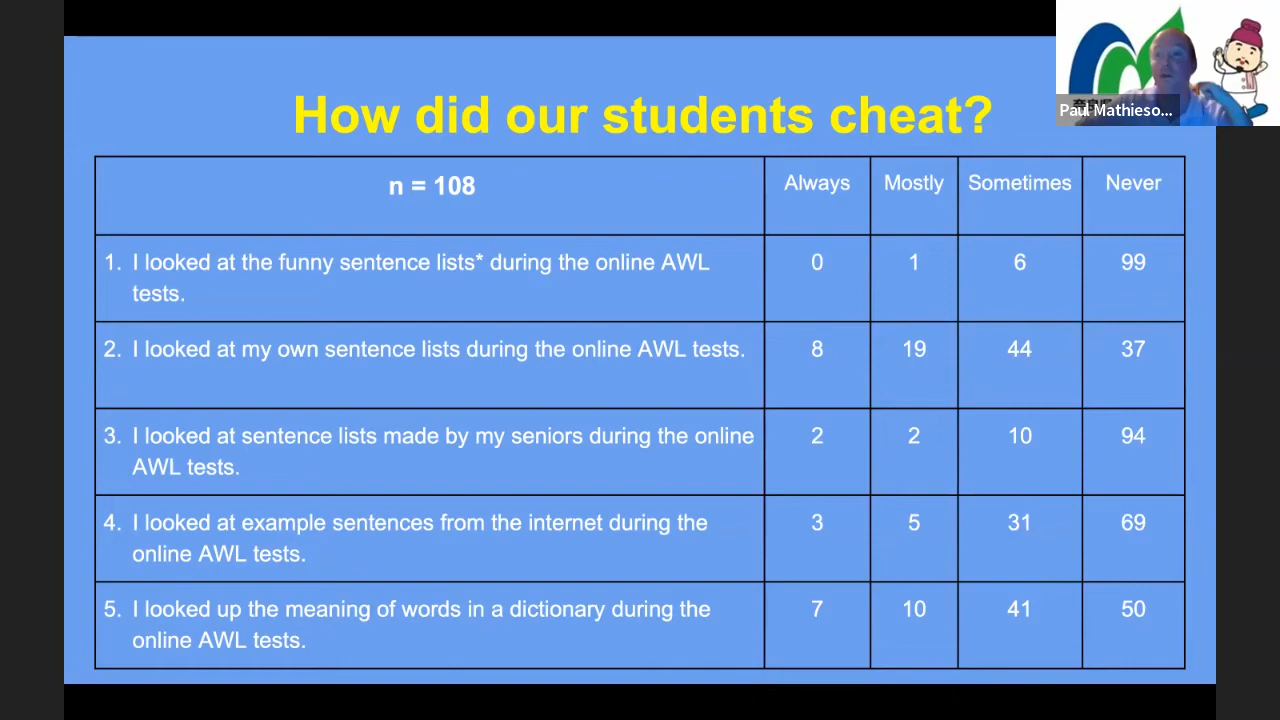 How did our students cheat?
n = 108 Always Mostly Sometimes Never
1. I looked at the funny sentence lists* during the online AWL 0 1 6 99
tests.
2. I looked at my own sentence lists during the online AWL tests. 8 19 44 37
3. I looked at sentence lists made by my seniors during the online 2 2 10 94
AWL tests.
4. I looked at example sentences from the internet during the 3 5 31 69
online AWL tests.
5. I looked up the meaning of words in a dictionary during the 7 10 41 50
online AWL tests.
Paul Mathieso...